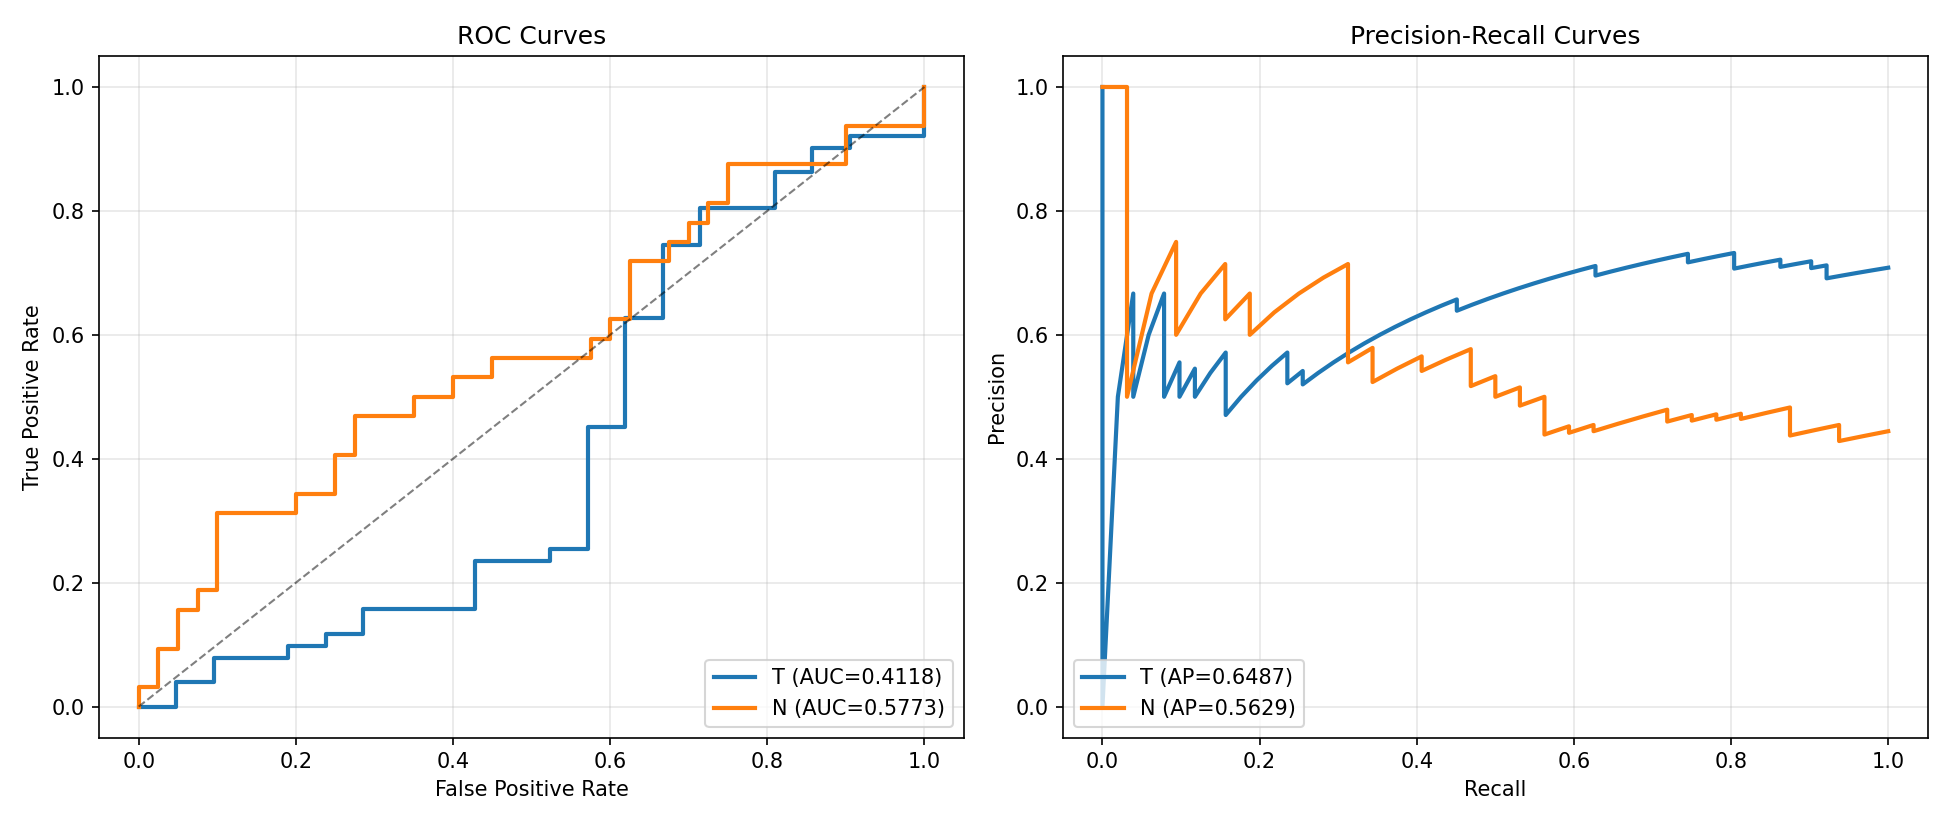 ROC Curves
True Positive Rate
1.0
0.8
0.6
0.4
0.2
0.0
T (AUC=0.4118)
N (AUC=0.5773)
0.0 0.2 0.4 0.6 0.8 1.0
False Positive Rate
Precision-Recall Curves
Precision
1.0
0.8
0.6
0.4
0.2
0.0
T (AP=0.6487)
N (AP=0.5629)
0.0 0.2 0.4 0.6 0.8 1.0
Recall